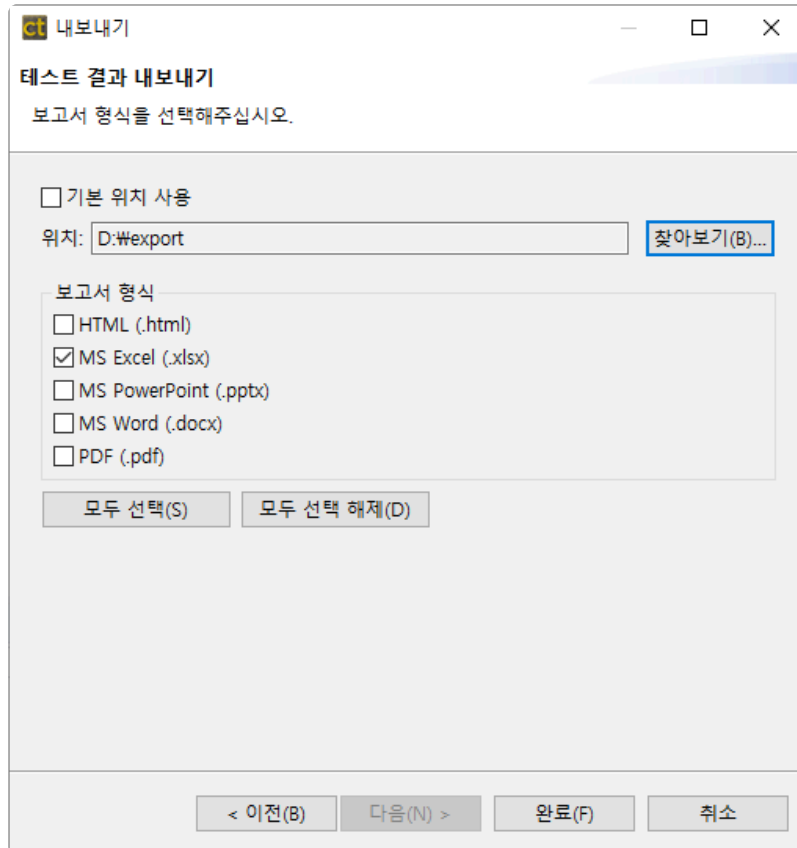 ct 내보내기
테스트 결과 내보내기
보고서 형식을 선택해주십시오.
기본 위치 사용
위치: D:₩export 찾아보기(B)...
보고서 형식
HTML (.html)
MS Excel (.xlsx)
MS PowerPoint (.pptx)
MS Word (.docx)
PDF (.pdf)
모두 선택(S) 모두 선택 해제(D)
< 이전(B) 다음(N) > 완료(F) 취소